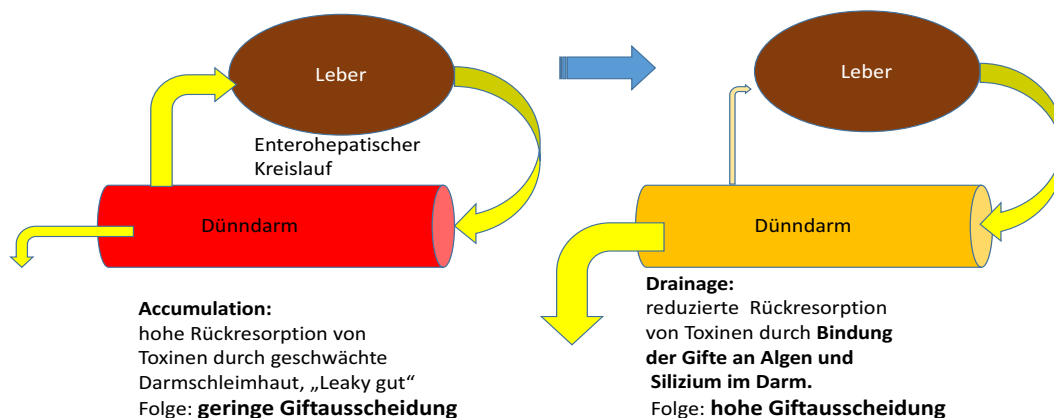 Leber
Enterohepatischer
Kreislauf
Dünndarm
Accumulation:
hohe Rückresorption von
Toxinen durch geschwächte
Darmschleimhaut, „Leaky gut“
Folge: geringe Giftausscheidung
Leber
Dünndarm
Drainage:
reduzierte Rückresorption
von Toxinen durch Bindung
der Gifte an Algen und
Silizium im Darm.
Folge: hohe Giftausscheidung